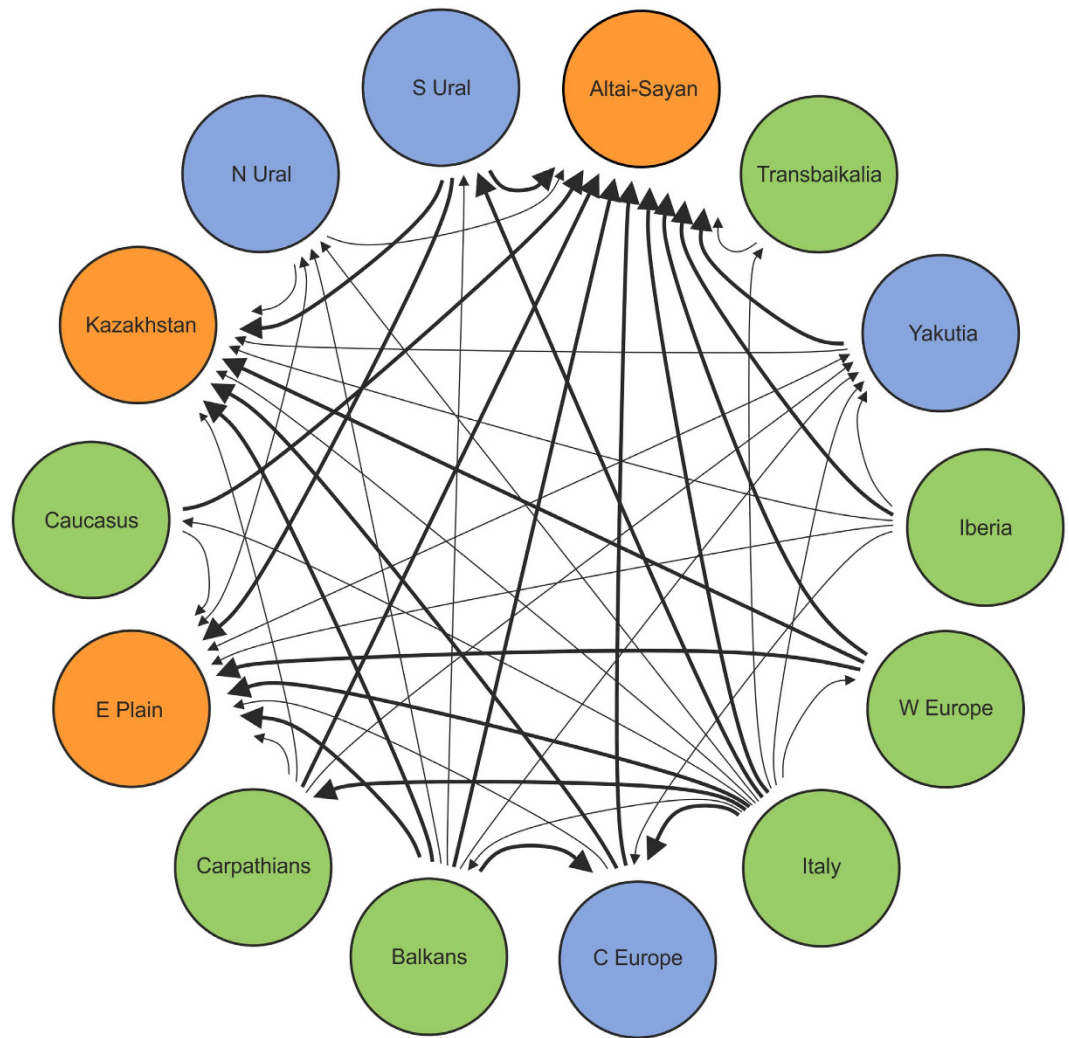 S Ural
Altai-Sayan
N Ural
Transbaikalia
Kazakhstan
Yakutia
Caucasus
Iberia
E Plain
W Europe
Carpathians
Italy
Balkans
C Europe